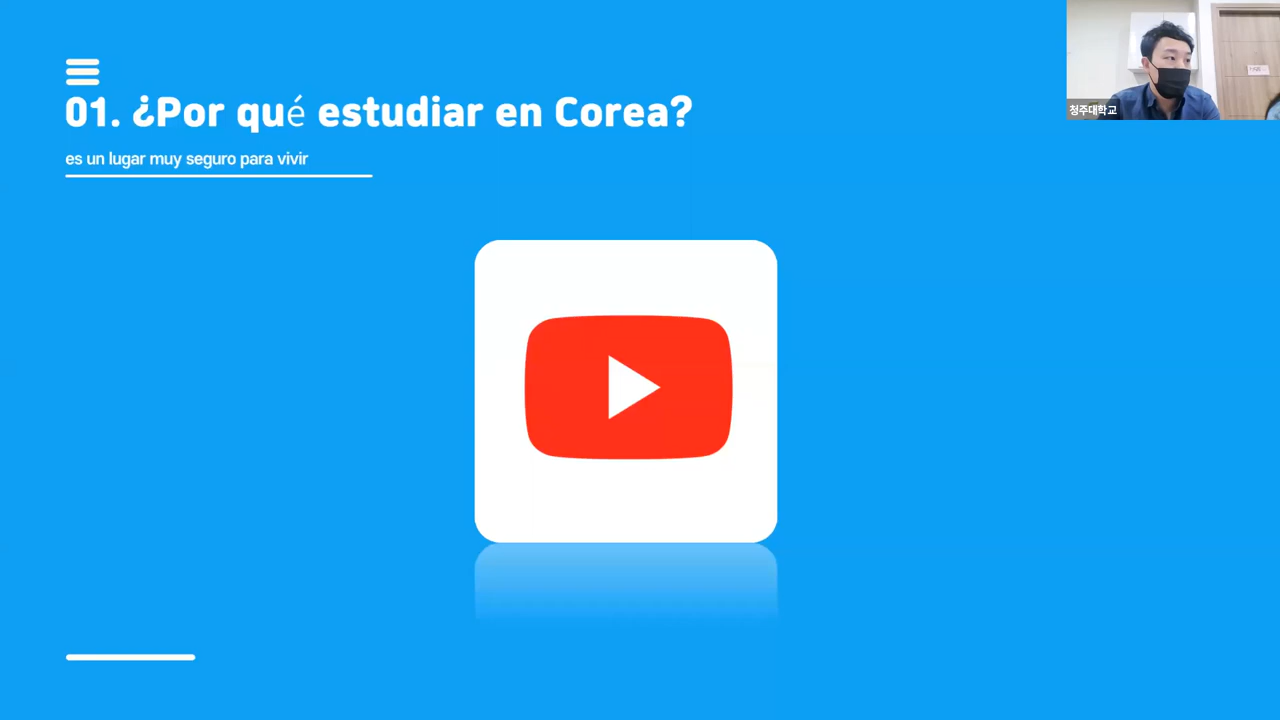 01. ¿Por qué estudiar en Corea?
es un lugar muy seguro para vivir
청주대학교